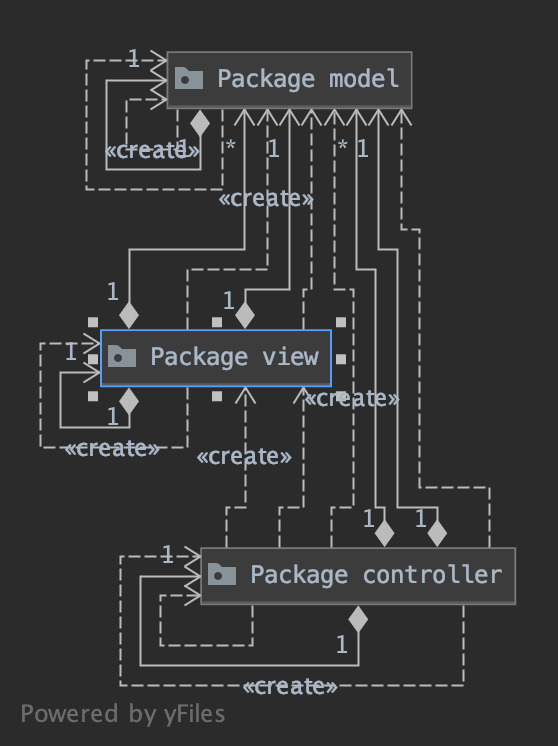 1
Package model
«create»
1
*
1
*
1
«create»
1
1
1
Package view
1
«create»
«create»
«create»
1
1
1
Package controller
1
«create»
Powered by yFiles